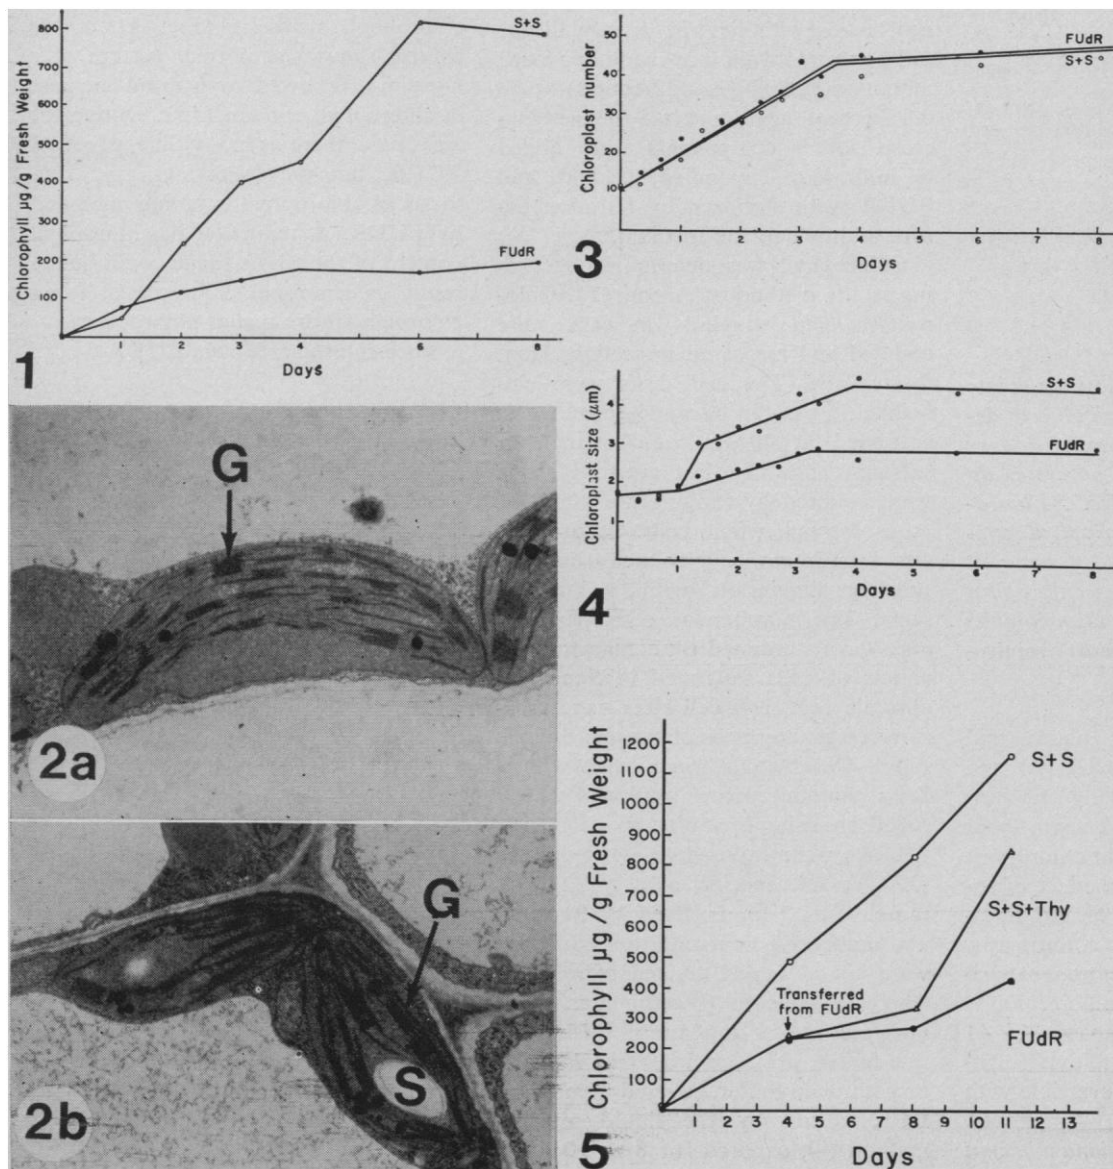 800
700
600
500
400
300
200
100
Chlorophyll µg/g Fresh Weight
S+S
FUdR
1
2
3
4
6
8
Days
1
G
2a
G
S
2b
50
40
30
20
10
Chloroplast number
FUdR
S+S
1
2
3
4
5
6
7
8
Days
3
4
3
2
1
Chloroplast size (µm)
S+S
FUdR
1
2
3
4
5
6
7
8
Days
4
1200
1100
1000
900
800
700
600
500
400
300
200
100
Chlorophyll µg/g Fresh Weight
S+S
S+S+Thy
Transferred
from FUdR
FUdR
1 2 3 4 5 6 7 8 9 10 11 12 13
Days
5